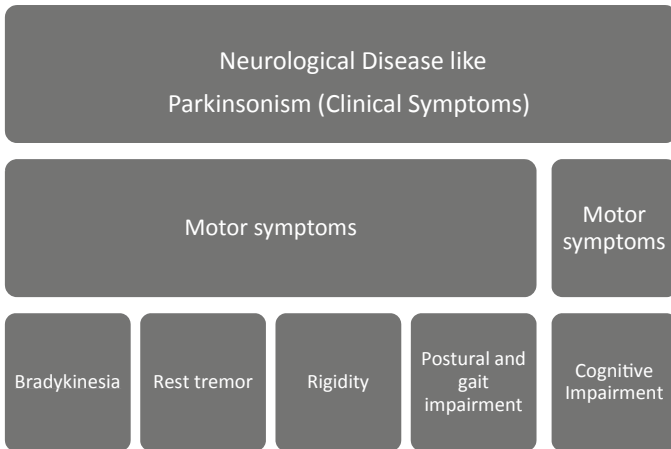 Neurological Disease like
Parkinsonism (Clinical Symptoms)
Motor symptoms
Motor
symptoms
Bradykinesia
Rest tremor
Rigidity
Postural and
gait
impairment
Cognitive
Impairment